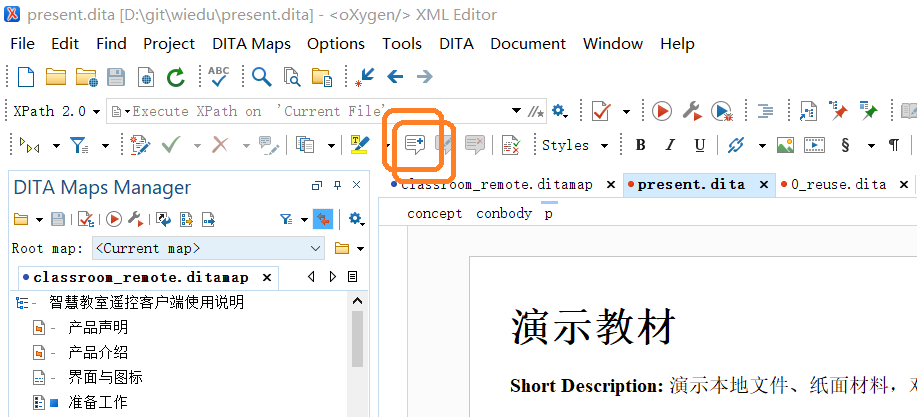 present.dita [D:\git\wiedu\present.dita] - <oXygen/> XML Editor
File Edit Find Project DITA Maps Options Tools DITA Document Window Help
ABC
XPath 2.0 Execute XPath on 'Current File'
Styles B I U § ¶
DITA Maps Manager
classroom_remote.ditamap present.dita 0_reuse.dita
concept conbody p
Root map: <Current map>
classroom_remote.ditamap
智慧教室遥控客户端使用说明
产品声明
产品介绍
界面与图标
准备工作
演示教材
Short Description: 演示本地文件、纸面材料，